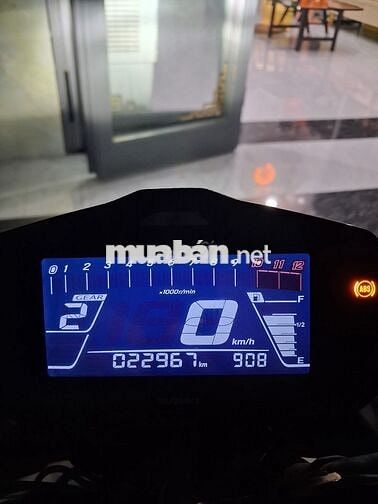 muaban.net
0 1 2 3 4 5 6 7 8 9 10 11 12
x1000r/min
GEAR
2
0
km/h
F
1/2
E
ABS
022967 km
908
SUZUKI